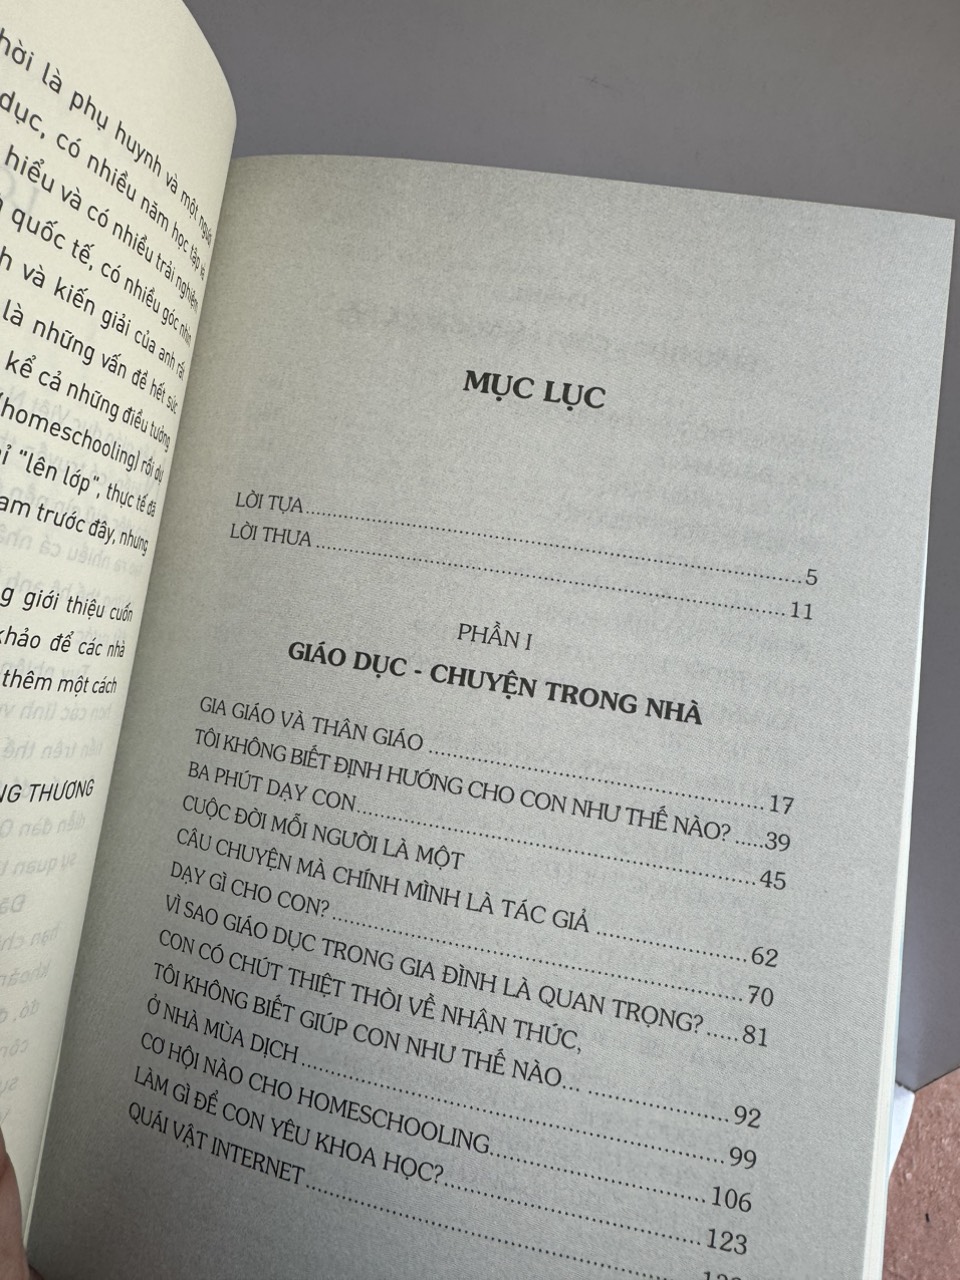 hời là phụ huynh và một người
dục, có nhiều năm học tập và
hiểu và có nhiều trải nghiệm
quốc tế, có nhiều góc nhìn
h và kiến giải của anh rất
là những vấn đề hết sức
kể cả những điều tưởng
(homeschooling) rồi dự
ỉ "lên lớp", thực tế đã
am trước đây, nhưng
g giới thiệu cuốn
khảo để các nhà
thêm một cách
NG THƯƠNG
MỤC LỤC
LỜI TỰA 5
LỜI THƯA 11
PHẦN I
GIÁO DỤC - CHUYỆN TRONG NHÀ
GIA GIÁO VÀ THÂN GIÁO 17
TÔI KHÔNG BIẾT ĐỊNH HƯỚNG CHO CON NHƯ THẾ NÀO? 39
BA PHÚT DẠY CON 45
CUỘC ĐỜI MỖI NGƯỜI LÀ MỘT
CÂU CHUYỆN MÀ CHÍNH MÌNH LÀ TÁC GIẢ 62
DẠY GÌ CHO CON? 70
VÌ SAO GIÁO DỤC TRONG GIA ĐÌNH LÀ QUAN TRỌNG? 81
CON CÓ CHÚT THIỆT THÒI VỀ NHẬN THỨC,
TÔI KHÔNG BIẾT GIÚP CON NHƯ THẾ NÀO... 92
Ở NHÀ MÙA DỊCH 99
CƠ HỘI NÀO CHO HOMESCHOOLING 106
LÀM GÌ ĐỂ CON YÊU KHOA HỌC? 123
QUÁI VẬT INTERNET